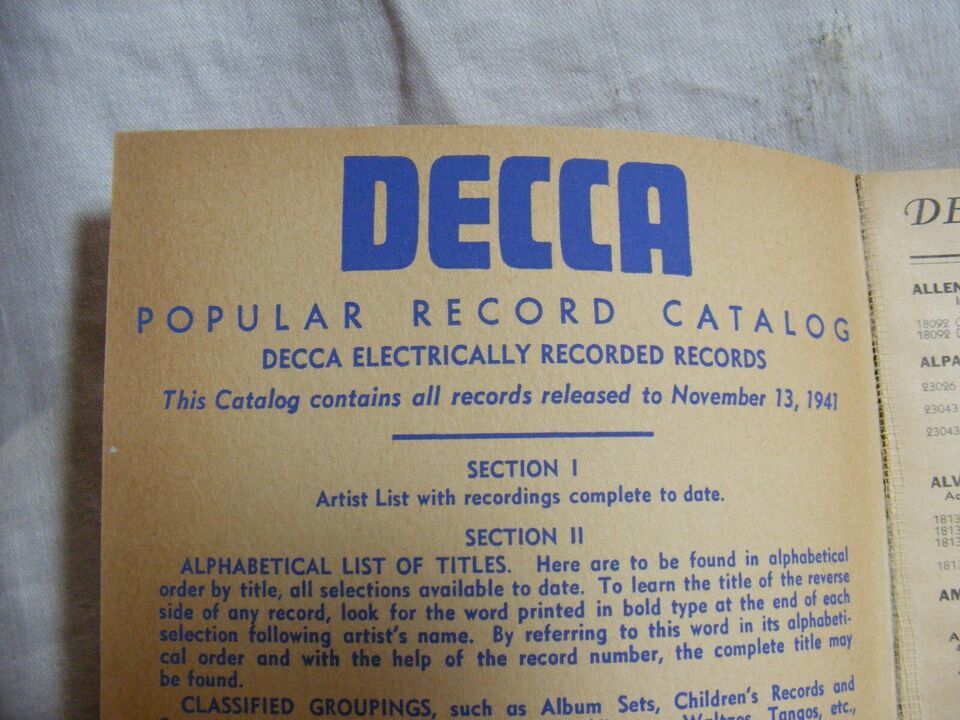 DECCA
POPULAR RECORD CATALOG
DECCA ELECTRICALLY RECORDED RECORDS
This Catalog contains all records released to November 13, 1941
SECTION I
Artist List with recordings complete to date.
SECTION II
ALPHABETICAL LIST OF TITLES. Here are to be found in alphabetical
order by title, all selections available to date. To learn the title of the reverse
side of any record, look for the word printed in bold type at the end of each
selection following artist's name. By referring to this word in its alphabeti-
cal order and with the help of the record number, the complete title may
be found.
CLASSIFIED GROUPINGS, such as Album Sets, Children's Records and
Waltzes, Tangos, etc.,
DE
ALLEN
18092
18092
ALPA
23026
23043
23043
ALV
1813
1813
1813
1813
AM